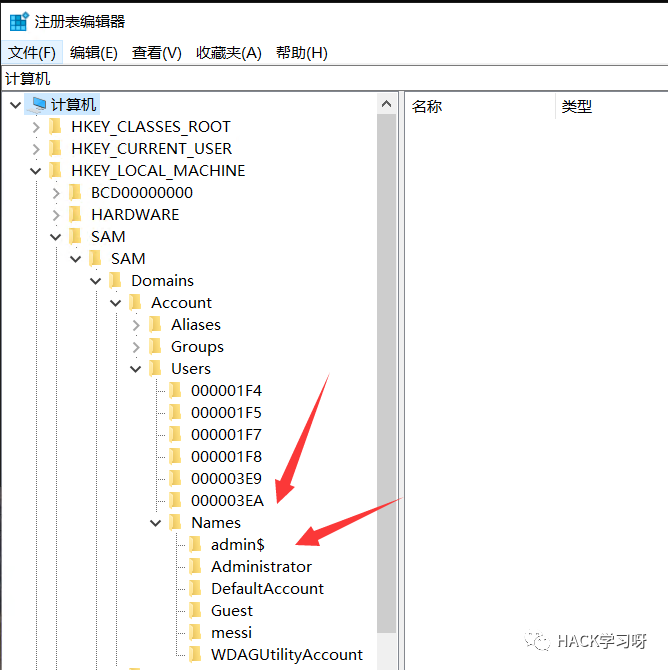 注册表编辑器
文件(F) 编辑(E) 查看(V) 收藏夹(A) 帮助(H)
计算机
计算机
名称 类型
HKEY_CLASSES_ROOT
HKEY_CURRENT_USER
HKEY_LOCAL_MACHINE
BCD00000000
HARDWARE
SAM
SAM
Domains
Account
Aliases
Groups
Users
000001F4
000001F5
000001F7
000001F8
000003E9
000003EA
Names
admin$
Administrator
DefaultAccount
Guest
messi
WDAGUtilityAccount
HACK学习呀